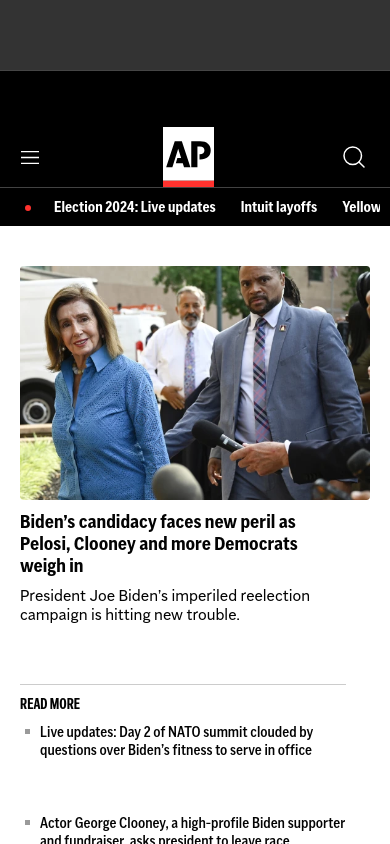 AP
Election 2024: Live updates Intuit layoffs Yellow
Biden’s candidacy faces new peril as
Pelosi, Clooney and more Democrats
weigh in
President Joe Biden’s imperiled reelection
campaign is hitting new trouble.
READ MORE
Live updates: Day 2 of NATO summit clouded by
questions over Biden’s fitness to serve in office
Actor George Clooney, a high-profile Biden supporter
and fundraiser, asks president to leave race